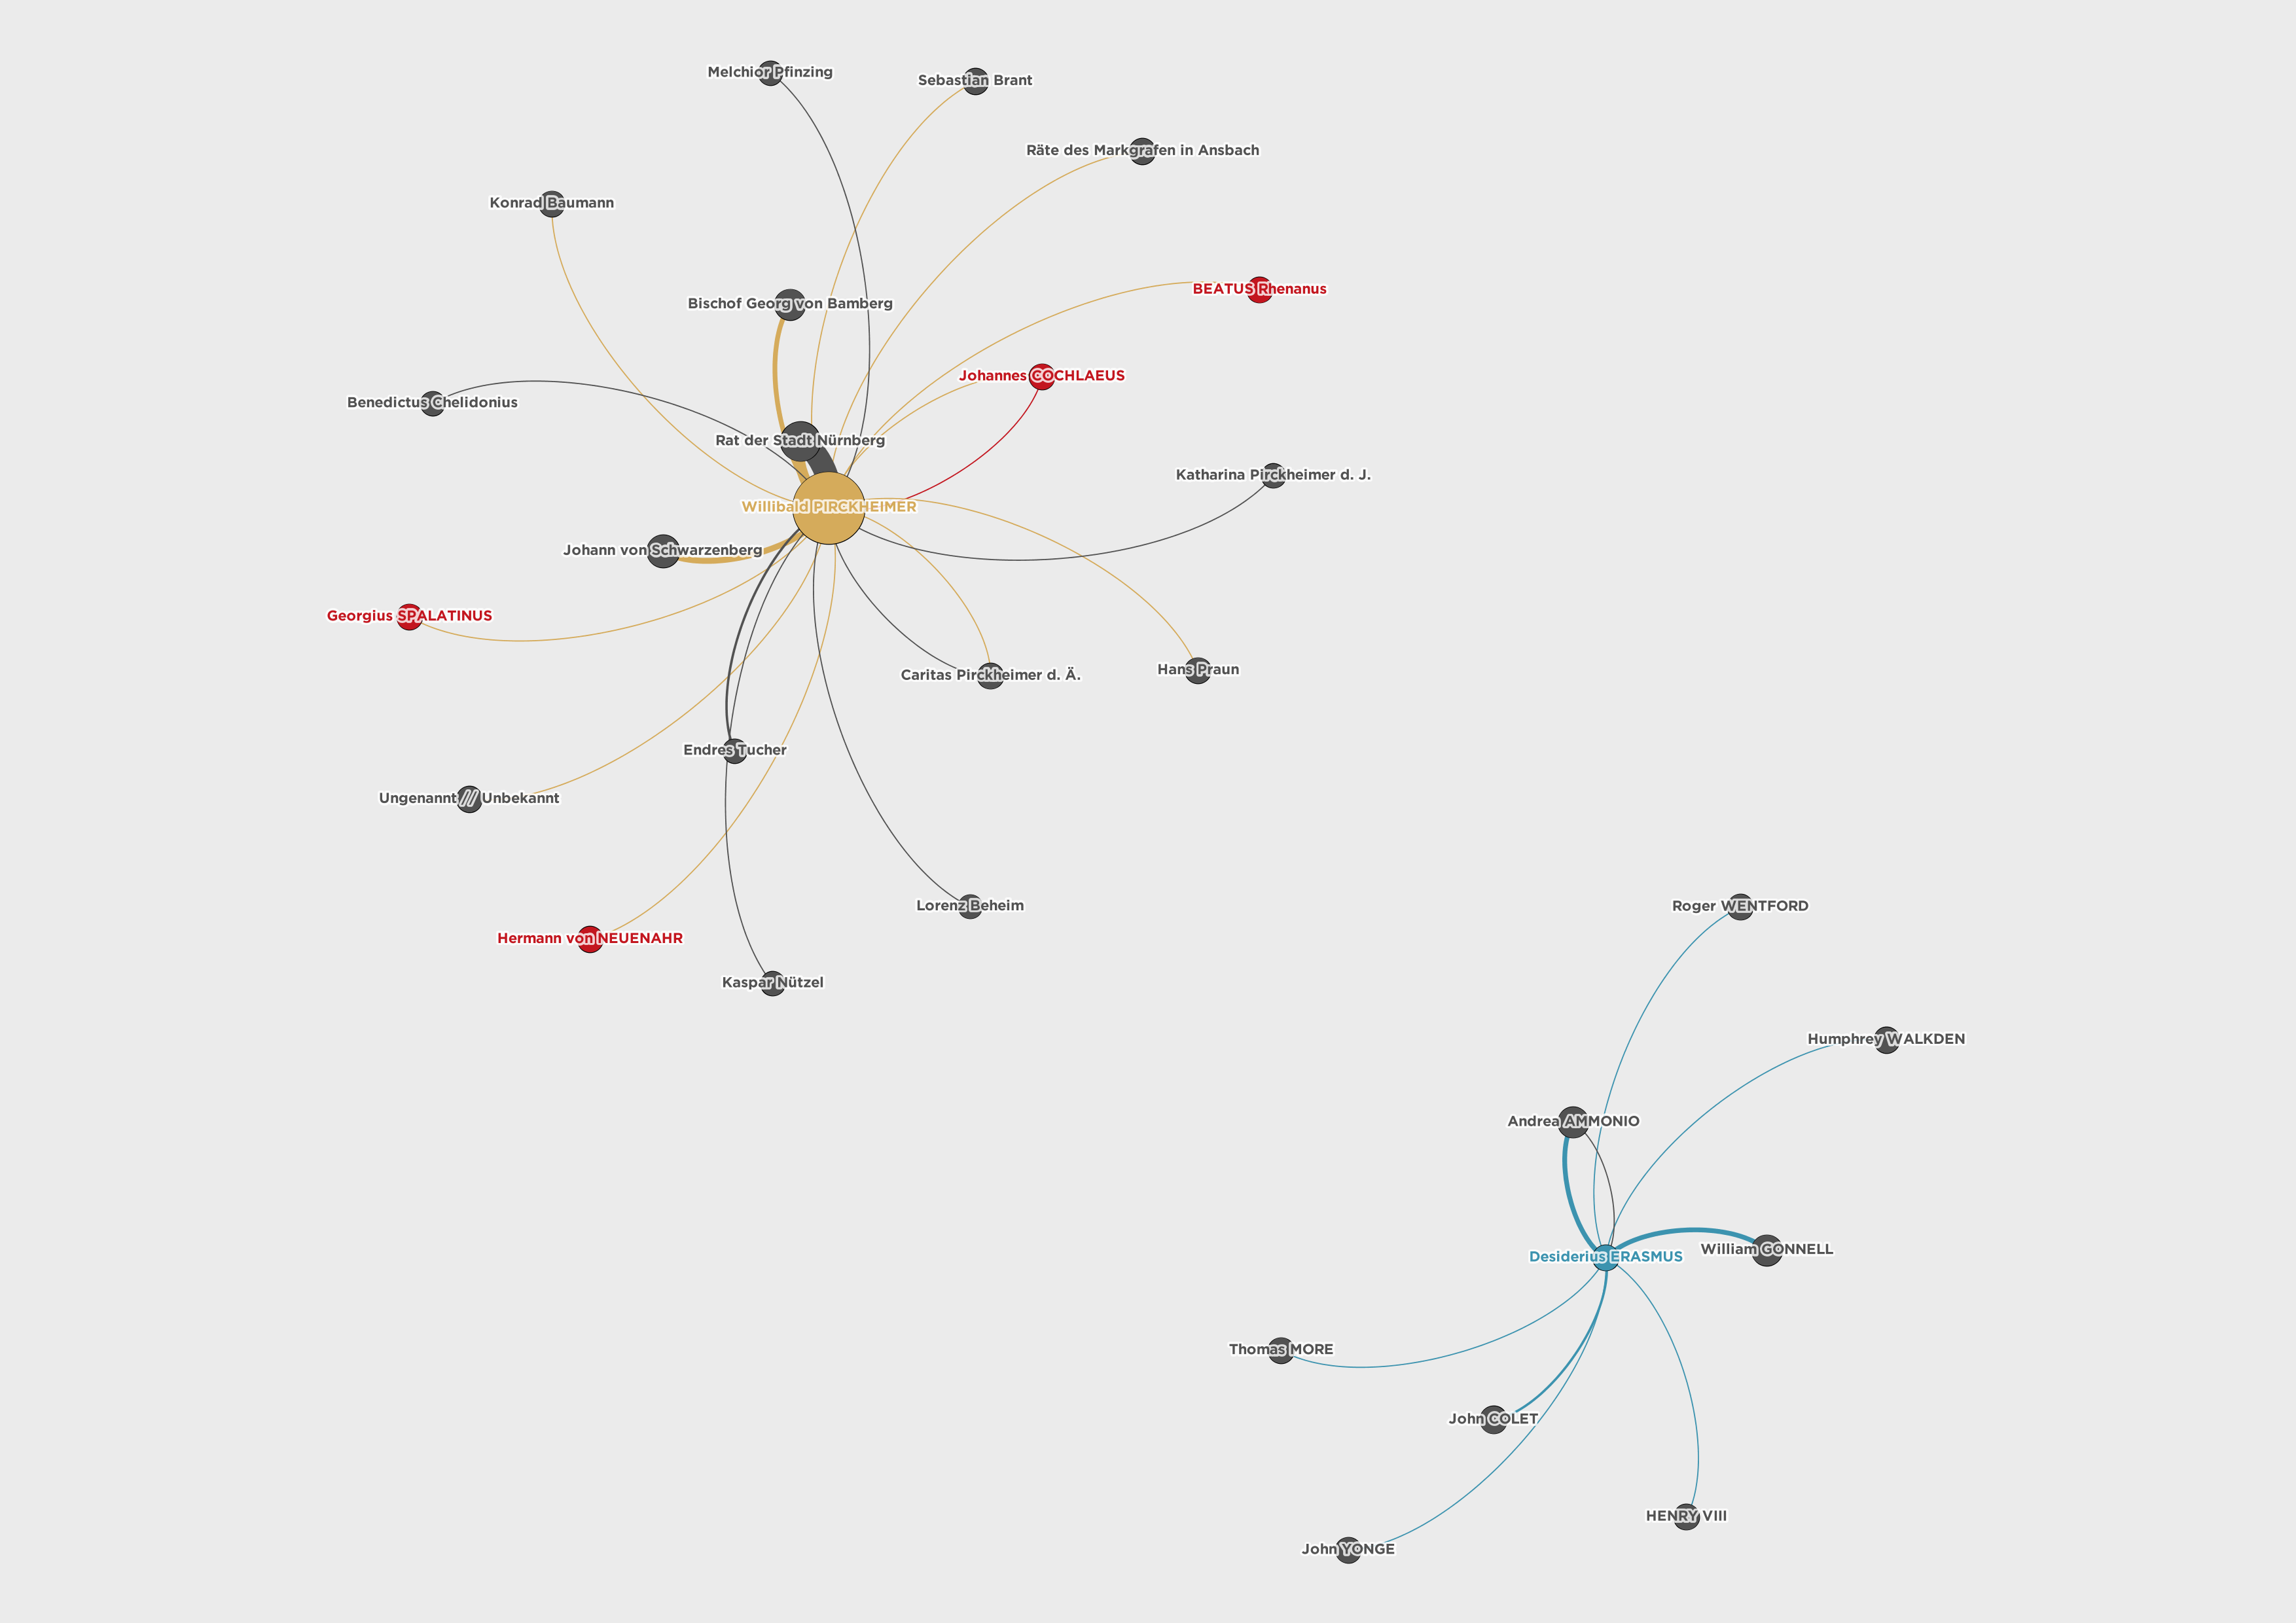 Melchior Pfinzing
Sebastian Brant
Räte des Markgrafen in Ansbach
Konrad Baumann
BEATUS Rhenanus
Bischof Georg von Bamberg
Johannes COCHLAEUS
Benedictus Chelidonius
Rat der Stadt Nürnberg
Katharina Pirckheimer d. J.
Willibald PIRCKHEIMER
Johann von Schwarzenberg
Georgius SPALATINUS
Hans Praun
Caritas Pirckheimer d. Ä.
Endres Tucher
Ungenannt // Unbekannt
Lorenz Beheim
Roger WENTFORD
Hermann von NEUENAHR
Kaspar Nützel
Humphrey WALKDEN
Andrea AMMONIO
William GONNELL
Desiderius ERASMUS
Thomas MORE
John COLET
HENRY VIII
John YONGE